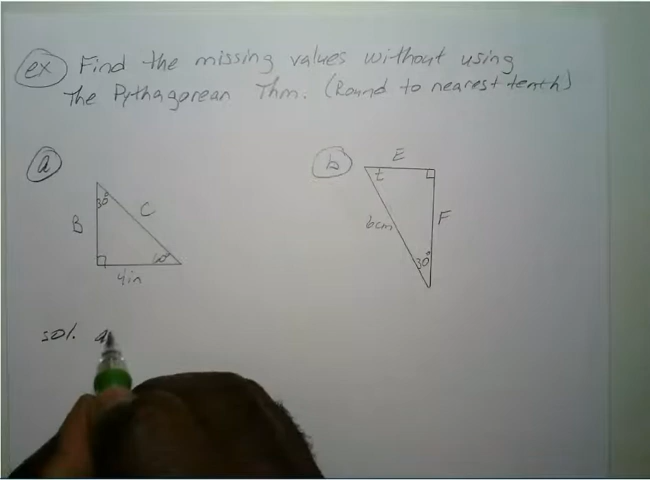 ex Find the missing values without using
the Pythagorean Thm. (Round to nearest tenth)
a
30°
B
C
60°
4in
b
E
t
6cm
F
30°
sol. a